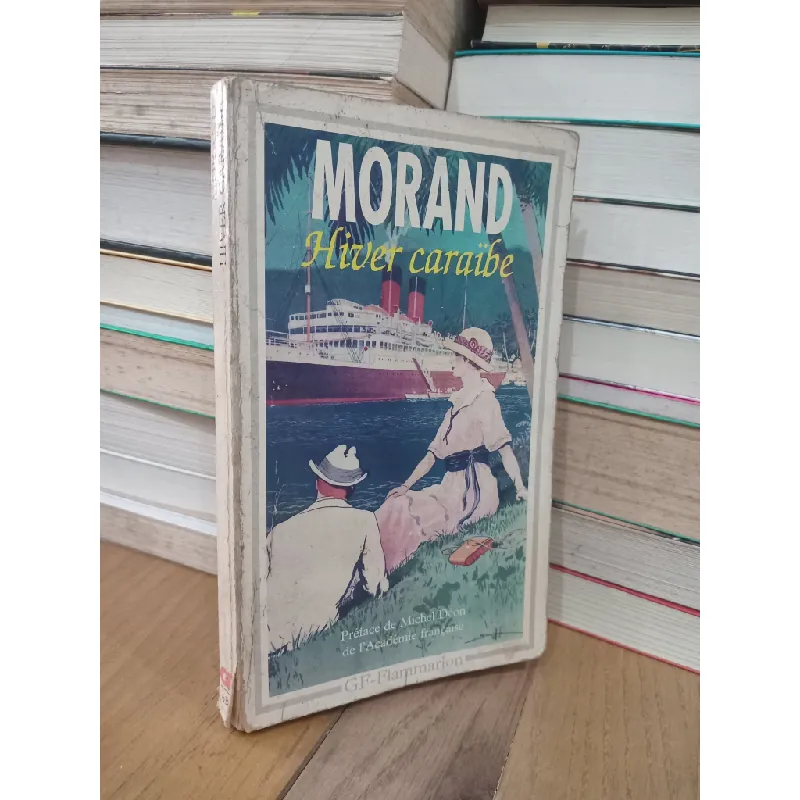 MORAND
Hiver caraïbe
Préface de Michel Déon
de l'Académie française
GF-Flammarion